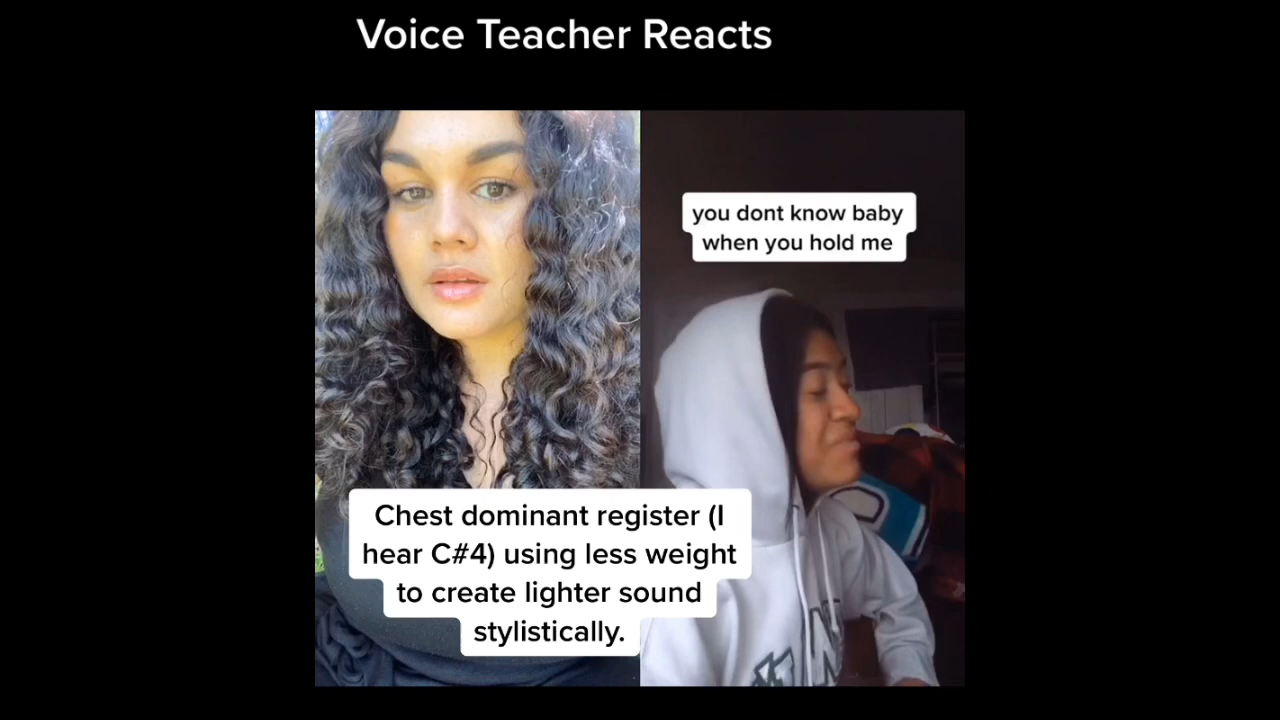 Voice Teacher Reacts
you dont know baby
when you hold me
Chest dominant register (I
hear C#4) using less weight
to create lighter sound
stylistically.